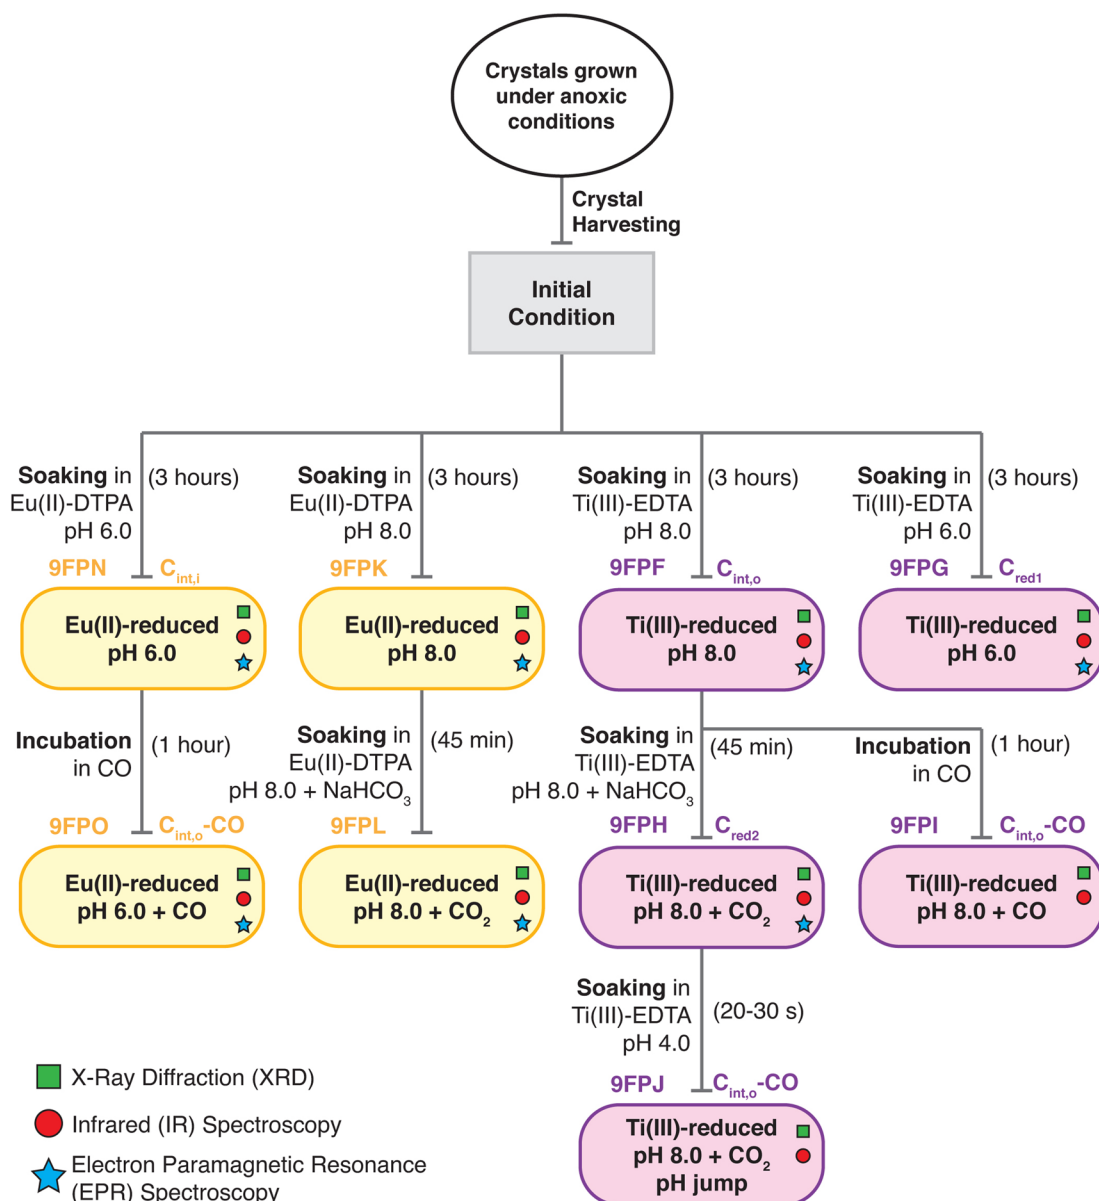 Crystals grown
under anoxic
conditions
Crystal
Harvesting
Initial
Condition
Soaking in
Eu(II)-DTPA
pH 6.0
(3 hours)
Soaking in
Eu(II)-DTPA
pH 8.0
(3 hours)
Soaking in
Ti(III)-EDTA
pH 8.0
(3 hours)
Soaking in
Ti(III)-EDTA
pH 6.0
(3 hours)
9FPN C_int,i
9FPK
9FPF C_int,o
9FPG C_red1
Eu(II)-reduced
pH 6.0
Eu(II)-reduced
pH 8.0
Ti(III)-reduced
pH 8.0
Ti(III)-reduced
pH 6.0
Incubation
in CO
(1 hour)
Soaking in
Eu(II)-DTPA
pH 8.0 + NaHCO₃
(45 min)
Soaking in
Ti(III)-EDTA
pH 8.0 + NaHCO₃
(45 min)
Incubation
in CO
(1 hour)
9FPO C_int,o-CO
9FPL
9FPH C_red2
9FPI C_int,o-CO
Eu(II)-reduced
pH 6.0 + CO
Eu(II)-reduced
pH 8.0 + CO₂
Ti(III)-reduced
pH 8.0 + CO₂
Ti(III)-redcued
pH 8.0 + CO
Soaking in
Ti(III)-EDTA
pH 4.0
(20-30 s)
9FPJ C_int,o-CO
Ti(III)-reduced
pH 8.0 + CO₂
pH jump
X-Ray Diffraction (XRD)
Infrared (IR) Spectroscopy
Electron Paramagnetic Resonance
(EPR) Spectroscopy